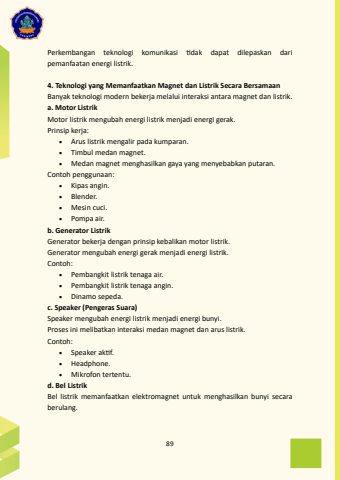 Perkembangan teknologi komunikasi tidak dapat dilepaskan dari
pemanfaatan energi listrik.
4. Teknologi yang Memanfaatkan Magnet dan Listrik Secara Bersamaan
Banyak teknologi modern bekerja melalui interaksi antara magnet dan listrik.
a. Motor Listrik
Motor listrik mengubah energi listrik menjadi energi gerak.
Prinsip kerja:
• Arus listrik mengalir pada kumparan.
• Timbul medan magnet.
• Medan magnet menghasilkan gaya yang menyebabkan putaran.
Contoh penggunaan:
• Kipas angin.
• Blender.
• Mesin cuci.
• Pompa air.
b. Generator Listrik
Generator bekerja dengan prinsip kebalikan motor listrik.
Generator mengubah energi gerak menjadi energi listrik.
Contoh:
• Pembangkit listrik tenaga air.
• Pembangkit listrik tenaga angin.
• Dinamo sepeda.
c. Speaker (Pengeras Suara)
Speaker mengubah energi listrik menjadi energi bunyi.
Proses ini melibatkan interaksi medan magnet dan arus listrik.
Contoh:
• Speaker aktif.
• Headphone.
• Mikrofon tertentu.
d. Bel Listrik
Bel listrik memanfaatkan elektromagnet untuk menghasilkan bunyi secara
berulang.
89